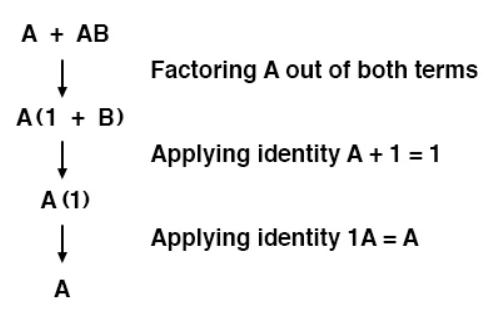 A + AB
Factoring A out of both terms
A(1 + B)
Applying identity A + 1 = 1
A(1)
Applying identity 1A = A
A